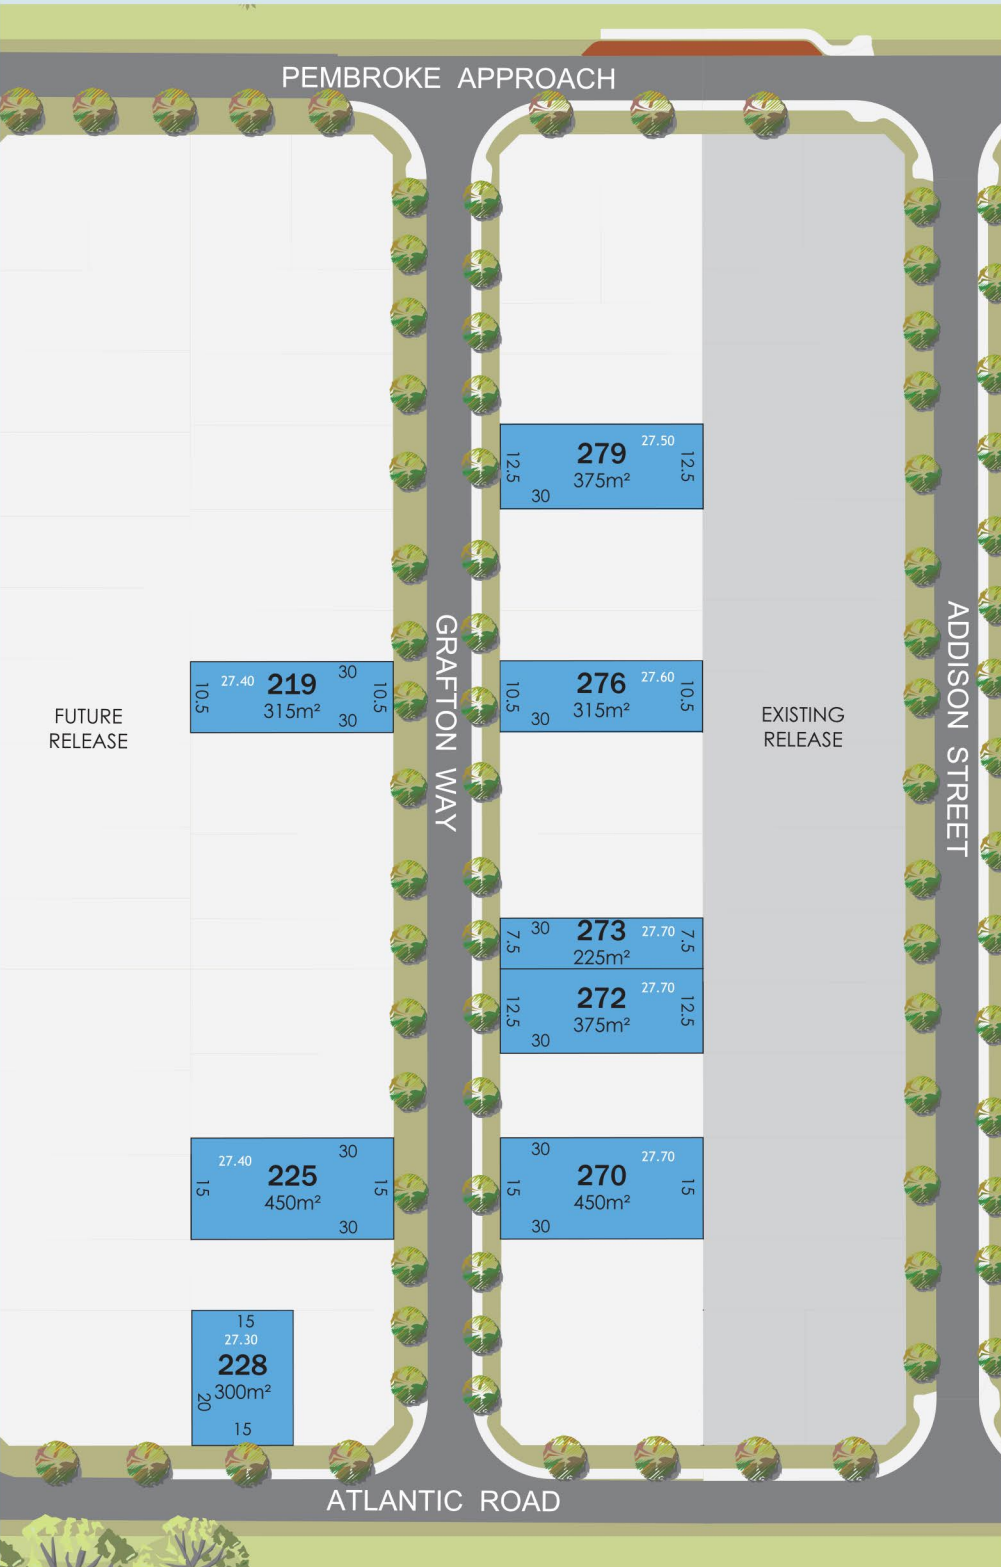 PEMBROKE APPROACH
27.50
279
375m²
12.5
12.5
30
GRAFTON WAY
ADDISON STREET
30
27.40
219
315m²
10.5
10.5
30
27.60
276
315m²
10.5
10.5
30
FUTURE
RELEASE
EXISTING
RELEASE
30
273
27.70
225m²
7.5
7.5
27.70
272
375m²
12.5
12.5
30
30
27.40
225
450m²
15
15
30
30
27.70
270
450m²
15
15
30
15
27.30
228
300m²
20
15
ATLANTIC ROAD